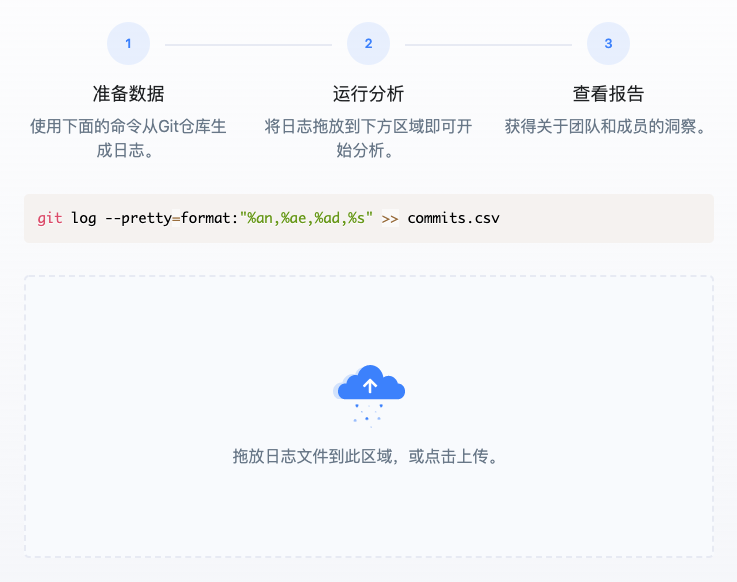 1
2
3
准备数据
运行分析
查看报告
使用下面的命令从Git仓库生
成日志。
将日志拖放到下方区域即可开
始分析。
获得关于团队和成员的洞察。
git log --pretty=format:"%an,%ae,%ad,%s" >> commits.csv
拖放日志文件到此区域，或点击上传。